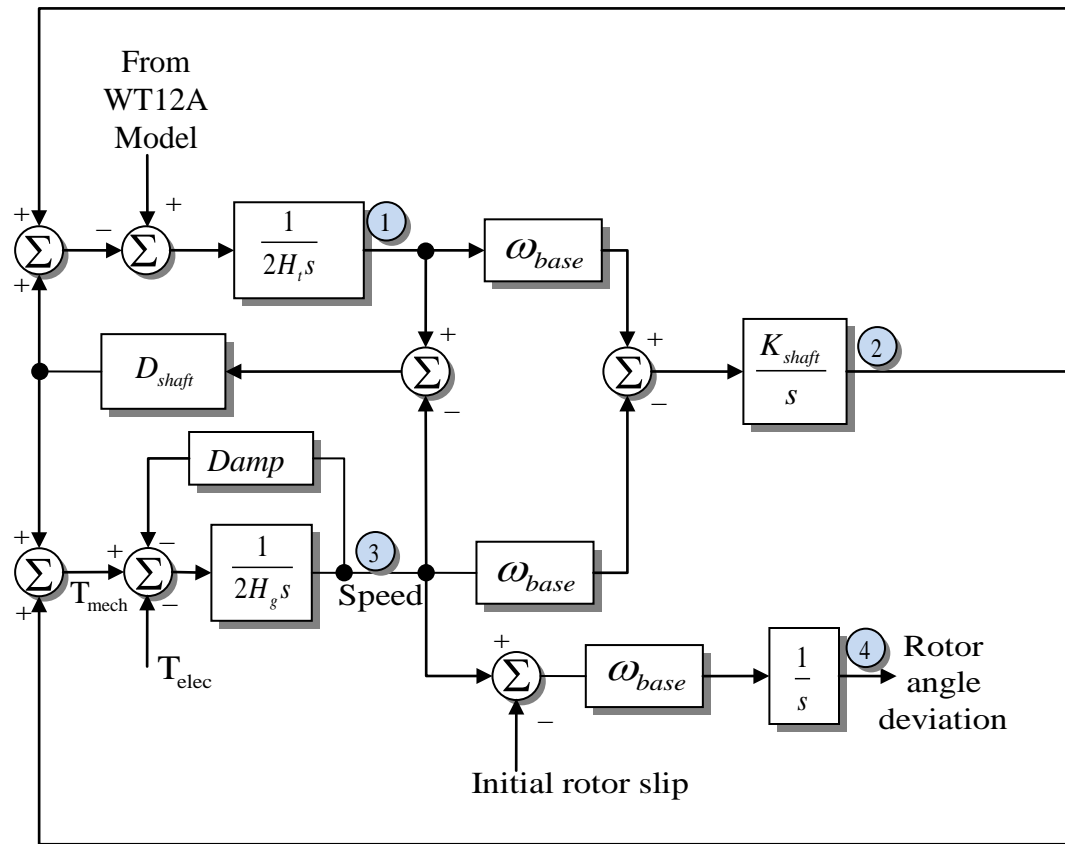 From
WT12A
Model
+
+
−
+
Σ
Σ
1
2Hₜs
1
ω_base
+
−
Σ
K_shaft
s
2
D_shaft
+
−
Σ
Damp
+
+
Σ
T_mech
+
−
−
Σ
1
2H_g s
3
Speed
ω_base
T_elec
+
−
Σ
ω_base
1
s
4
Rotor
angle
deviation
Initial rotor slip